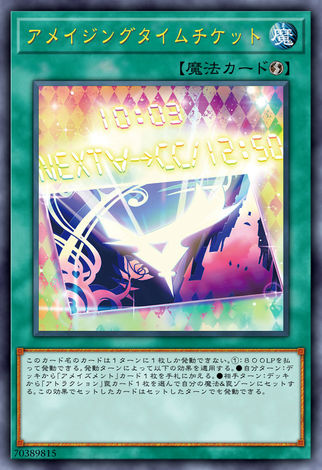 アメイジングタイムチケット
魔
【魔法カード】
10:03
NEXT∀→CC/12:50
このカード名のカードは1ターンに1枚しか発動できない。①:800LPを払
って発動できる。発動ターンによって以下の効果を適用する。●自分ターン:デ
ッキから「アメイズメント」カード1枚を手札に加える。●相手ターン:デッキ
から「アトラクション」罠カード1枚を選んで自分の魔法&罠ゾーンにセットす
る。この効果でセットしたカードはセットしたターンでも発動できる。
70389815